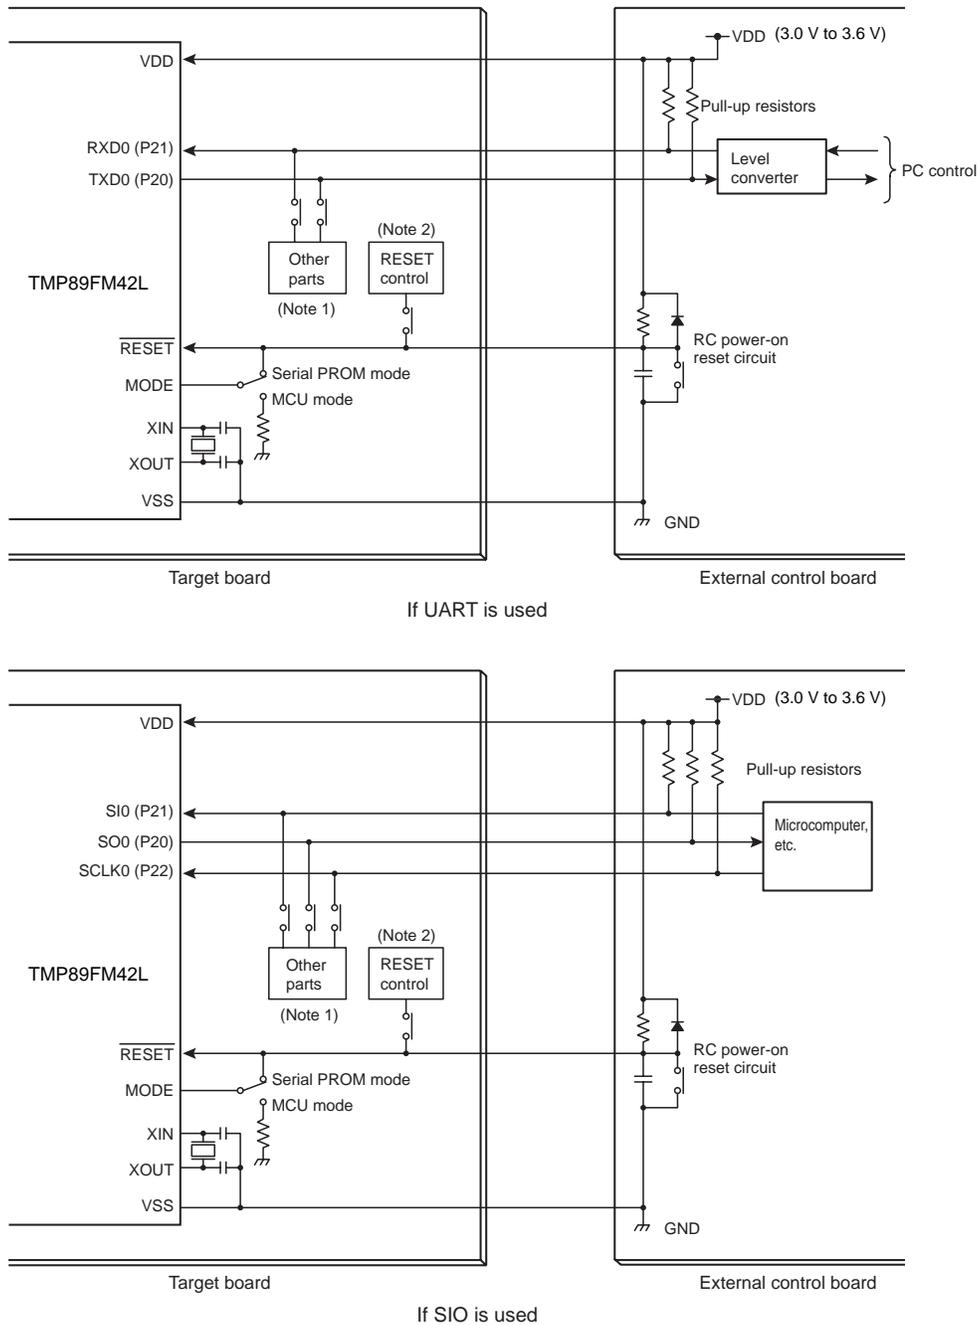 VDD (3.0 V to 3.6 V)
VDD
Pull-up resistors
RXD0 (P21)
TXD0 (P20)
Level
converter
PC control
(Note 2)
Other
parts
RESET
control
TMP89FM42L
(Note 1)
RESET
RC power-on
reset circuit
Serial PROM mode
MODE
MCU mode
XIN
XOUT
VSS
GND
Target board
External control board
If UART is used
VDD (3.0 V to 3.6 V)
VDD
Pull-up resistors
SI0 (P21)
SO0 (P20)
SCLK0 (P22)
Microcomputer,
etc.
(Note 2)
Other
parts
RESET
control
TMP89FM42L
(Note 1)
RESET
RC power-on
reset circuit
Serial PROM mode
MODE
MCU mode
XIN
XOUT
VSS
GND
Target board
External control board
If SIO is used